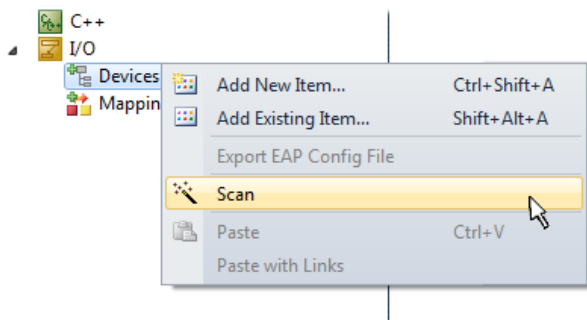 C++
I/O
Devices
Mappin
Add New Item... Ctrl+Shift+A
Add Existing Item... Shift+Alt+A
Export EAP Config File
Scan
Paste Ctrl+V
Paste with Links